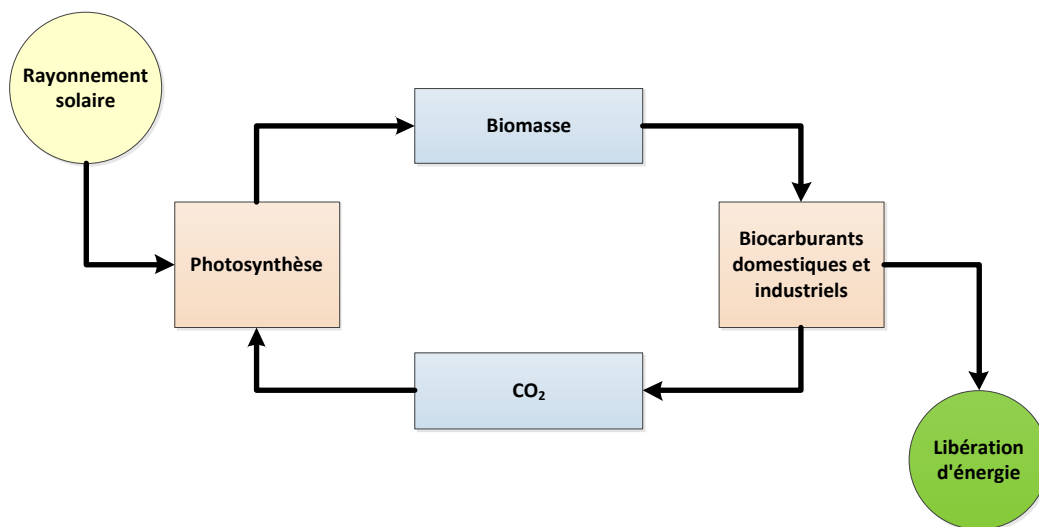 Rayonnement
solaire
Biomasse
Photosynthèse
Biocarburants
domestiques et
industriels
CO₂
Libération
d'énergie